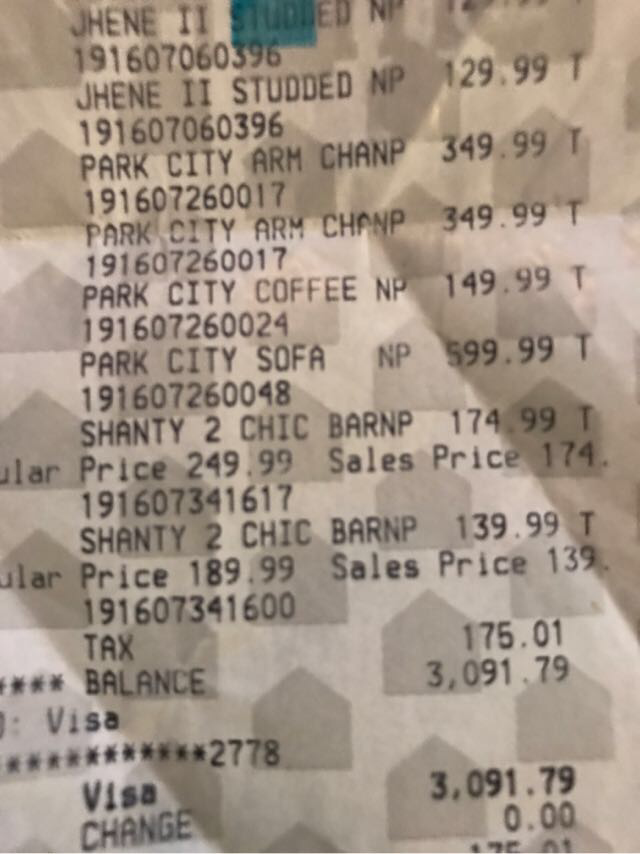 JHENE II STUDDED NP 129.99
191607060396
JHENE II STUDDED NP 129.99 T
191607060396
PARK CITY ARM CHANP 349.99 T
191607260017
PARK CITY ARM CHANP 349.99 T
191607260017
PARK CITY COFFEE NP 149.99 T
191607260024
PARK CITY SOFA NP 599.99 T
191607260048
SHANTY 2 CHIC BARNP 174.99 T
ular Price 249.99 Sales Price 174.
191607341617
SHANTY 2 CHIC BARNP 139.99 T
ular Price 189.99 Sales Price 139.
191607341600
TAX 175.01
**** BALANCE 3,091.79
: Visa
************2778
Visa 3,091.79
CHANGE 0.00
175.01